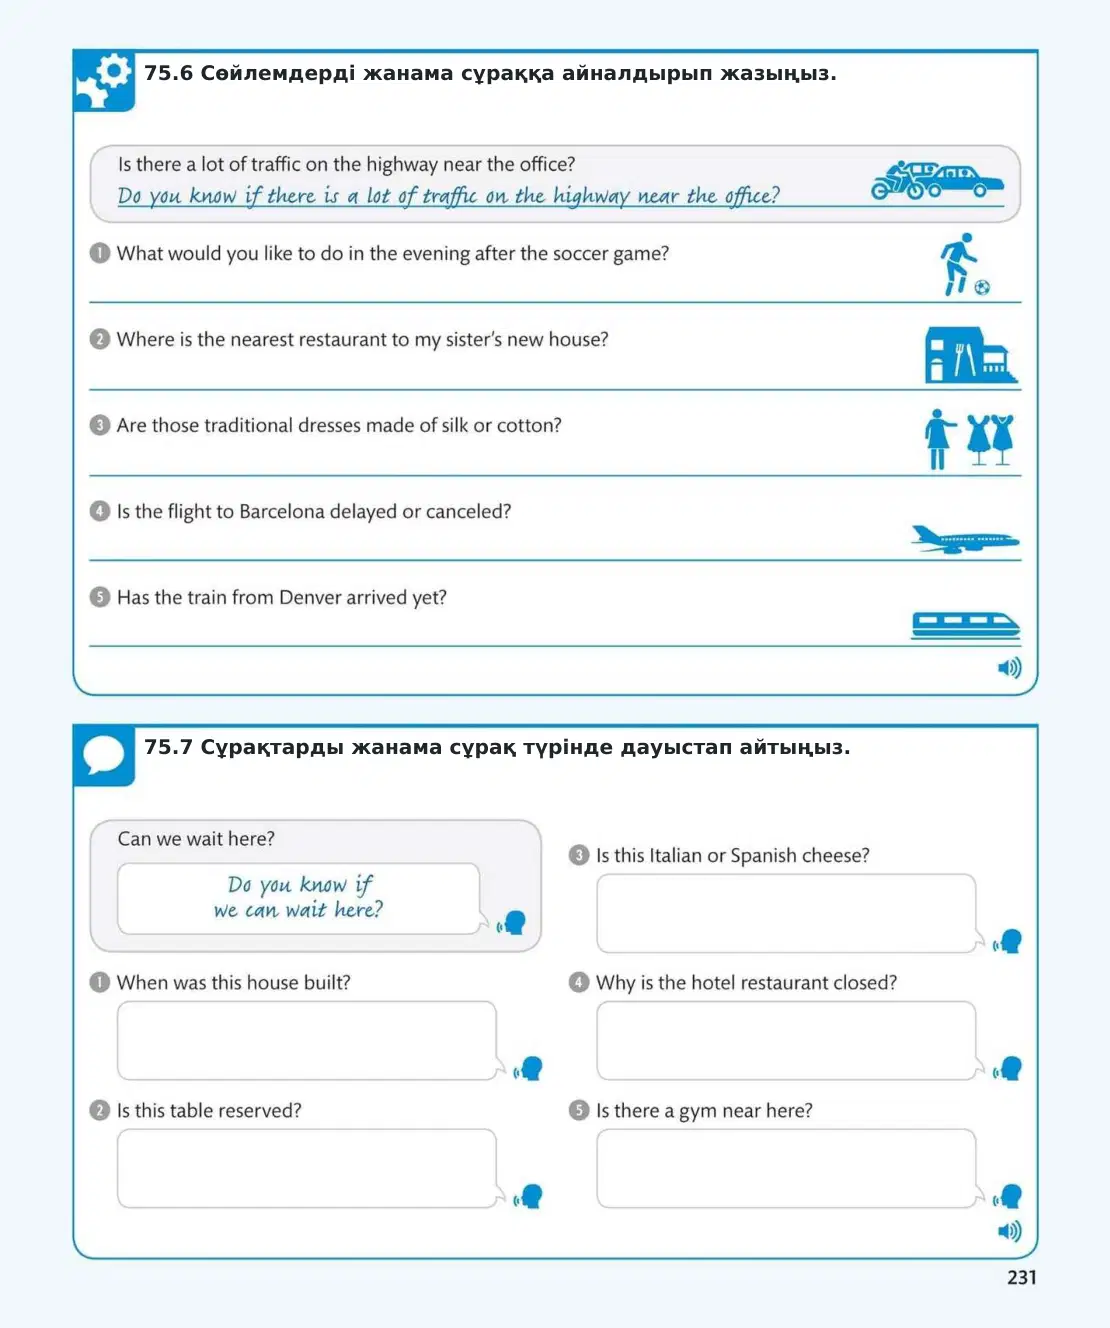 75.6 Сөйлемдерді жанама сұраққа айналдырып жазыңыз.
Is there a lot of traffic on the highway near the office?
Do you know if there is a lot of traffic on the highway near the office?
1 What would you like to do in the evening after the soccer game?
2 Where is the nearest restaurant to my sister's new house?
3 Are those traditional dresses made of silk or cotton?
4 Is the flight to Barcelona delayed or canceled?
5 Has the train from Denver arrived yet?
75.7 Сұрақтарды жанама сұрақ түрінде дауыстап айтыңыз.
Can we wait here?
Do you know if
we can wait here?
1 When was this house built?
2 Is this table reserved?
3 Is this Italian or Spanish cheese?
4 Why is the hotel restaurant closed?
5 Is there a gym near here?
231